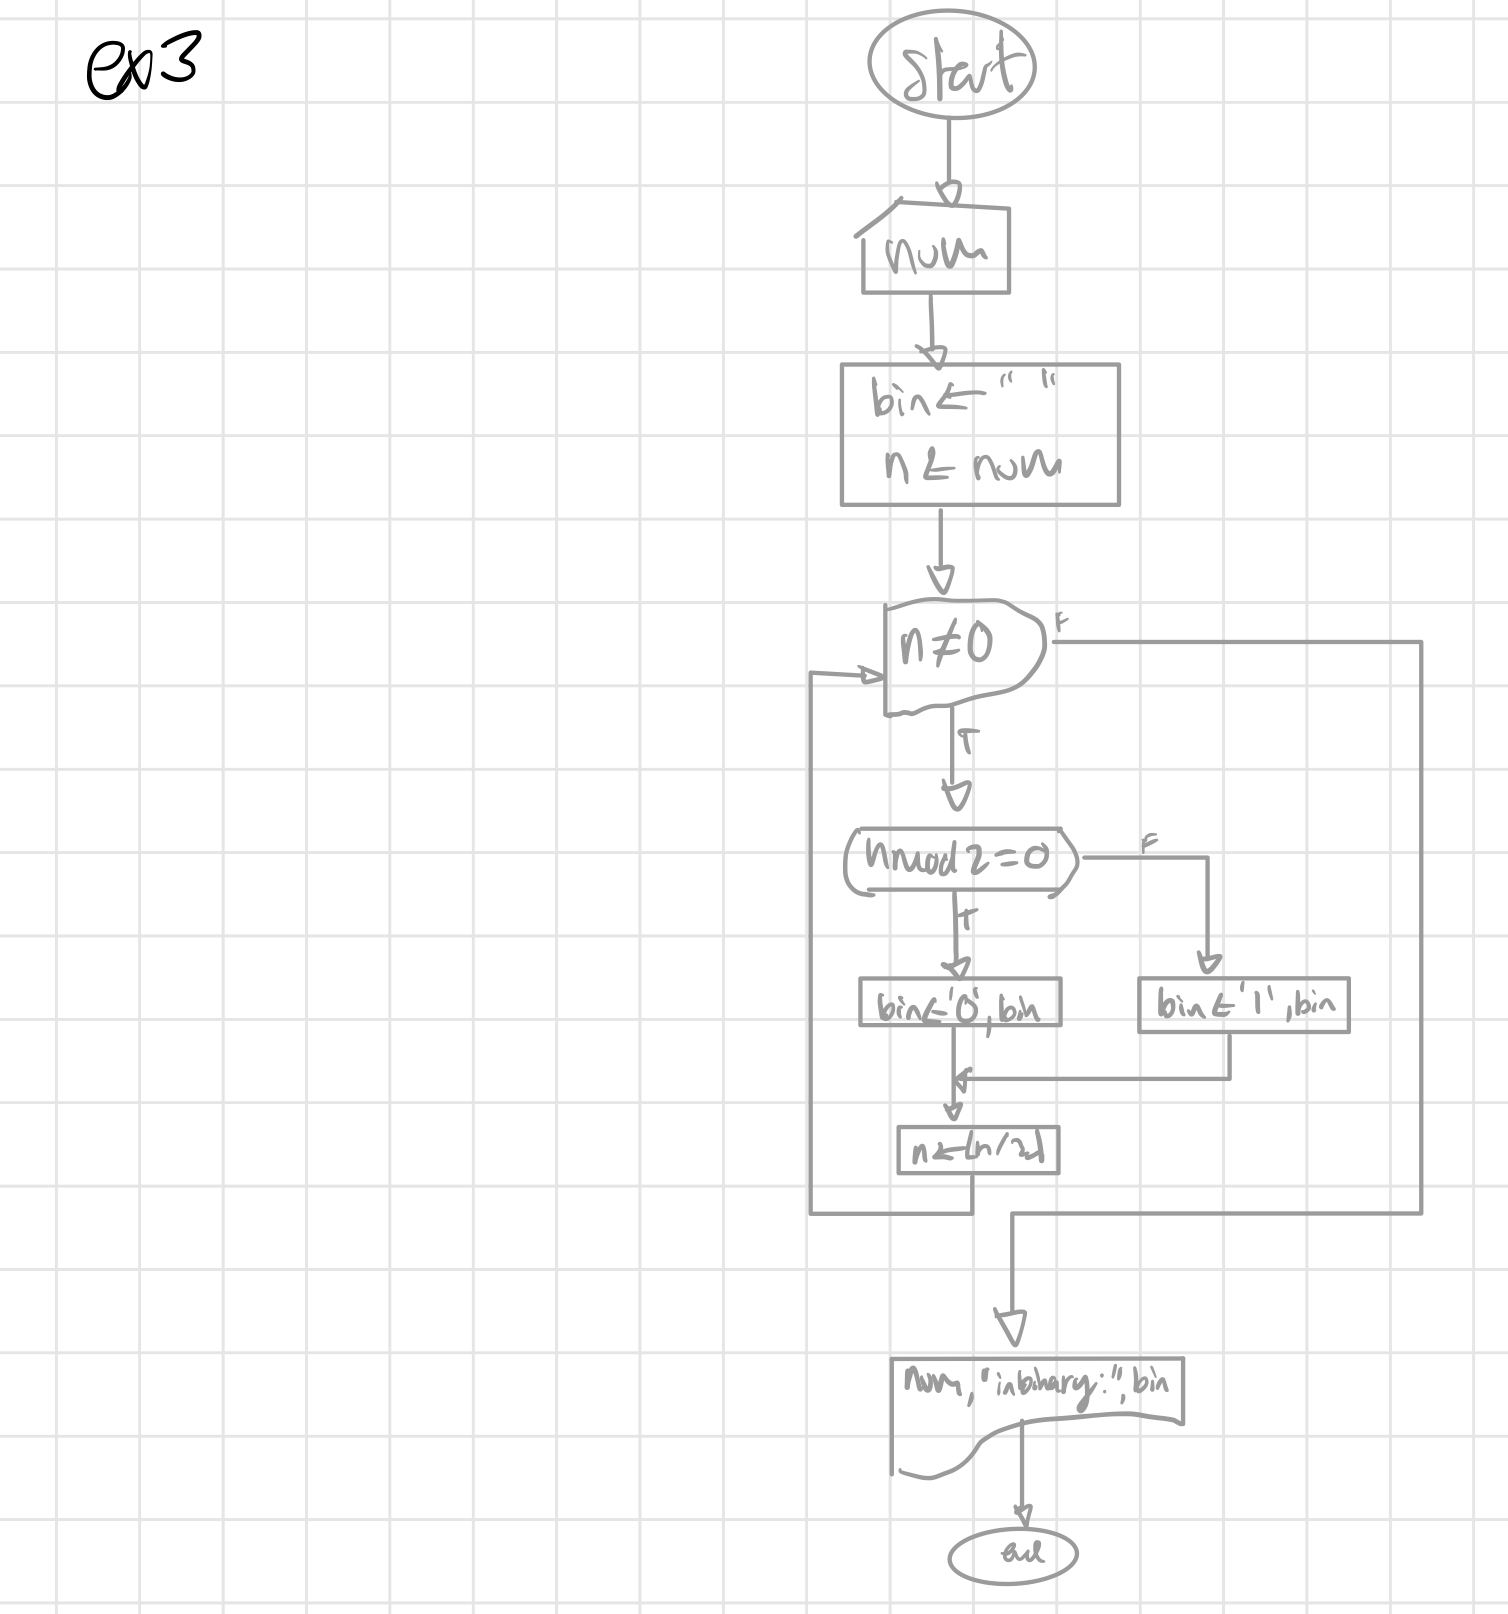 ex3
start
num
bin ← " "
n ← num
n ≠ 0
F
T
n mod 2 = 0
F
T
bin ← '0', bin
bin ← '1', bin
n ← ⌊n/2⌋
num, "in binary:", bin
end